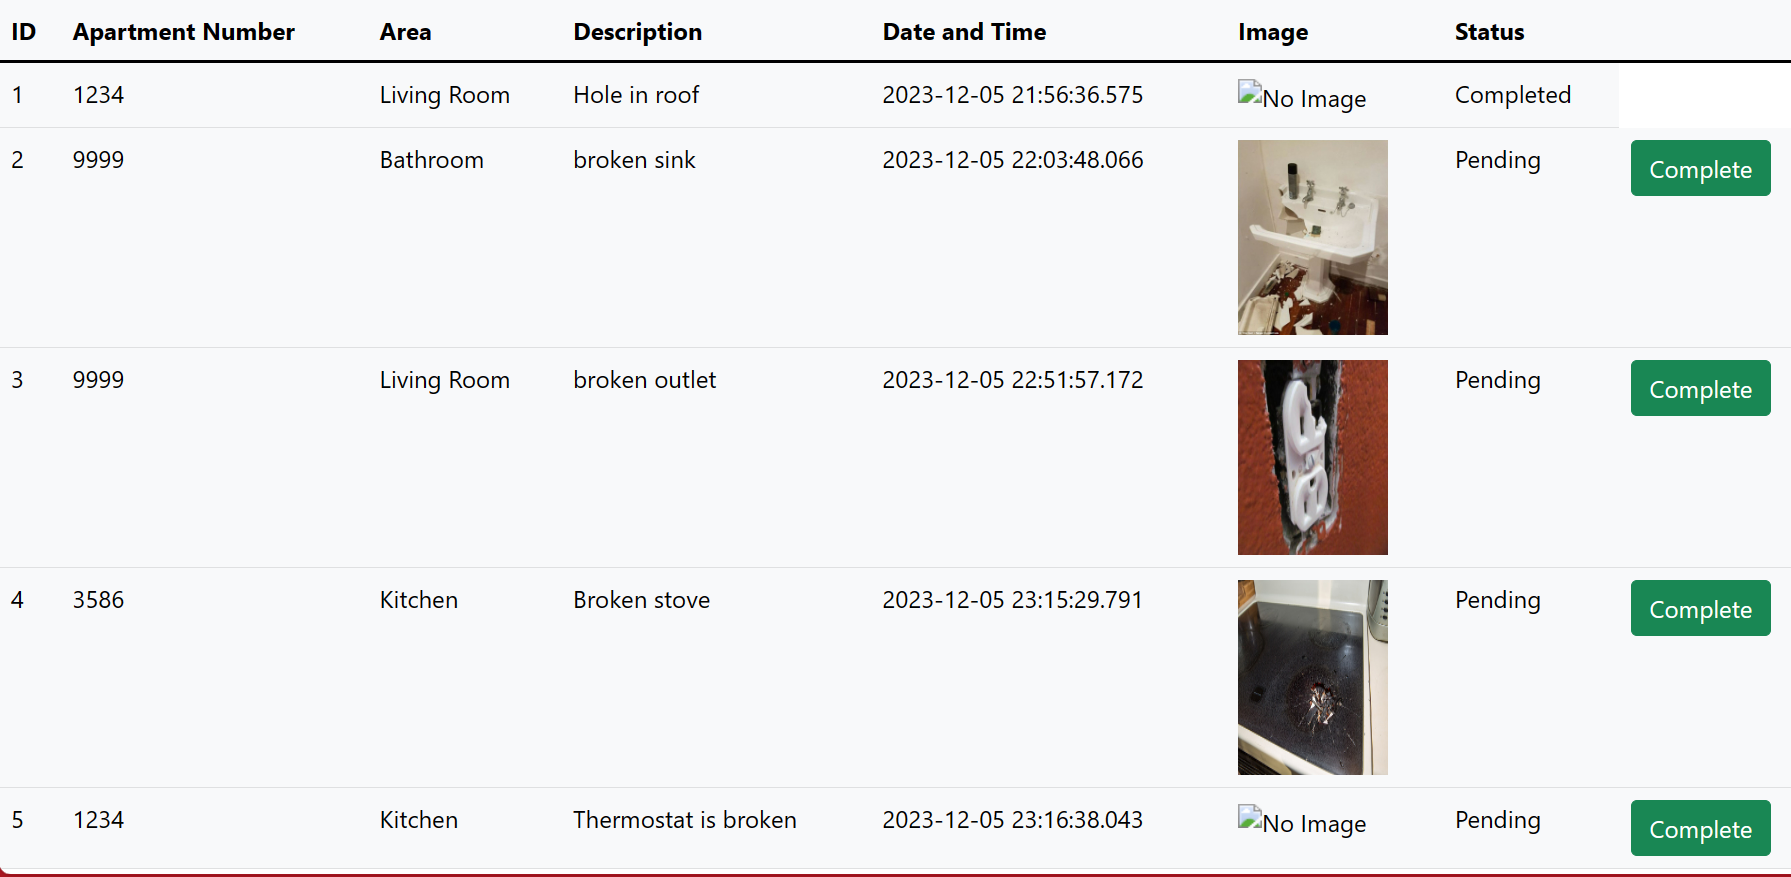 ID Apartment Number Area Description Date and Time Image Status
1 1234 Living Room Hole in roof 2023-12-05 21:56:36.575 No Image Completed
2 9999 Bathroom broken sink 2023-12-05 22:03:48.066 Pending Complete
3 9999 Living Room broken outlet 2023-12-05 22:51:57.172 Pending Complete
4 3586 Kitchen Broken stove 2023-12-05 23:15:29.791 Pending Complete
5 1234 Kitchen Thermostat is broken 2023-12-05 23:16:38.043 No Image Pending Complete